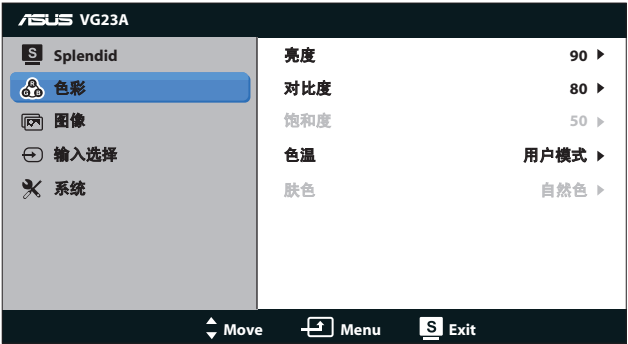 ASUS VG23A
S Splendid
亮度 90
R G B 色彩
对比度 80
图像
饱和度 50
输入选择
色温 用户模式
系统
肤色 自然色
Move Menu S Exit